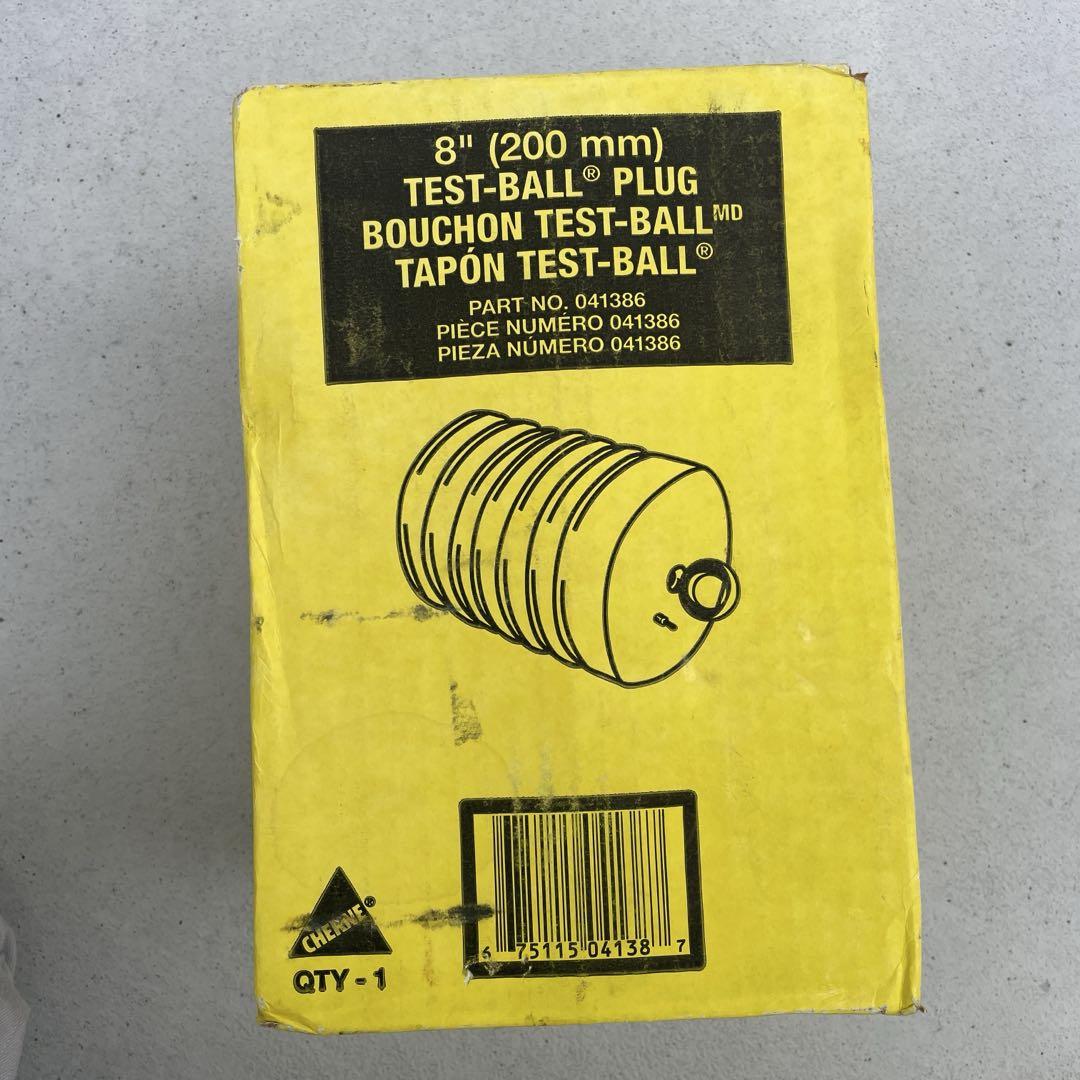 8" (200 mm)
TEST-BALL® PLUG
BOUCHON TEST-BALLMD
TAPÓN TEST-BALL®
PART NO. 041386
PIÈCE NUMÉRO 041386
PIEZA NÚMERO 041386
CHERNE®
QTY - 1
6 75115 04138 7